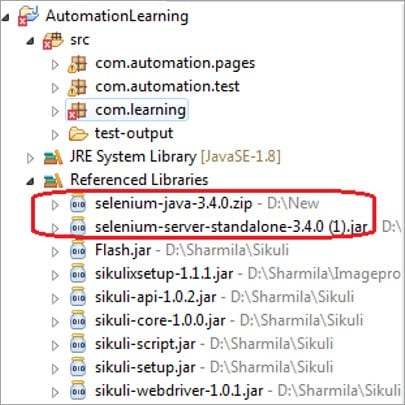 AutomationLearning
src
com.automation.pages
com.automation.test
com.learning
test-output
JRE System Library [JavaSE-1.8]
Referenced Libraries
selenium-java-3.4.0.zip - D:\New
selenium-server-standalone-3.4.0 (1).jar - D:\
Flash.jar - D:\Sharmila\Sikuli
sikulixsetup-1.1.1.jar - D:\Sharmila\Imagepro
sikuli-api-1.0.2.jar - D:\Sharmila\Sikuli
sikuli-core-1.0.0.jar - D:\Sharmila\Sikuli
sikuli-script.jar - D:\Sharmila\Sikuli
sikuli-setup.jar - D:\Sharmila\Sikuli
sikuli-webdriver-1.0.1.jar - D:\Sharmila